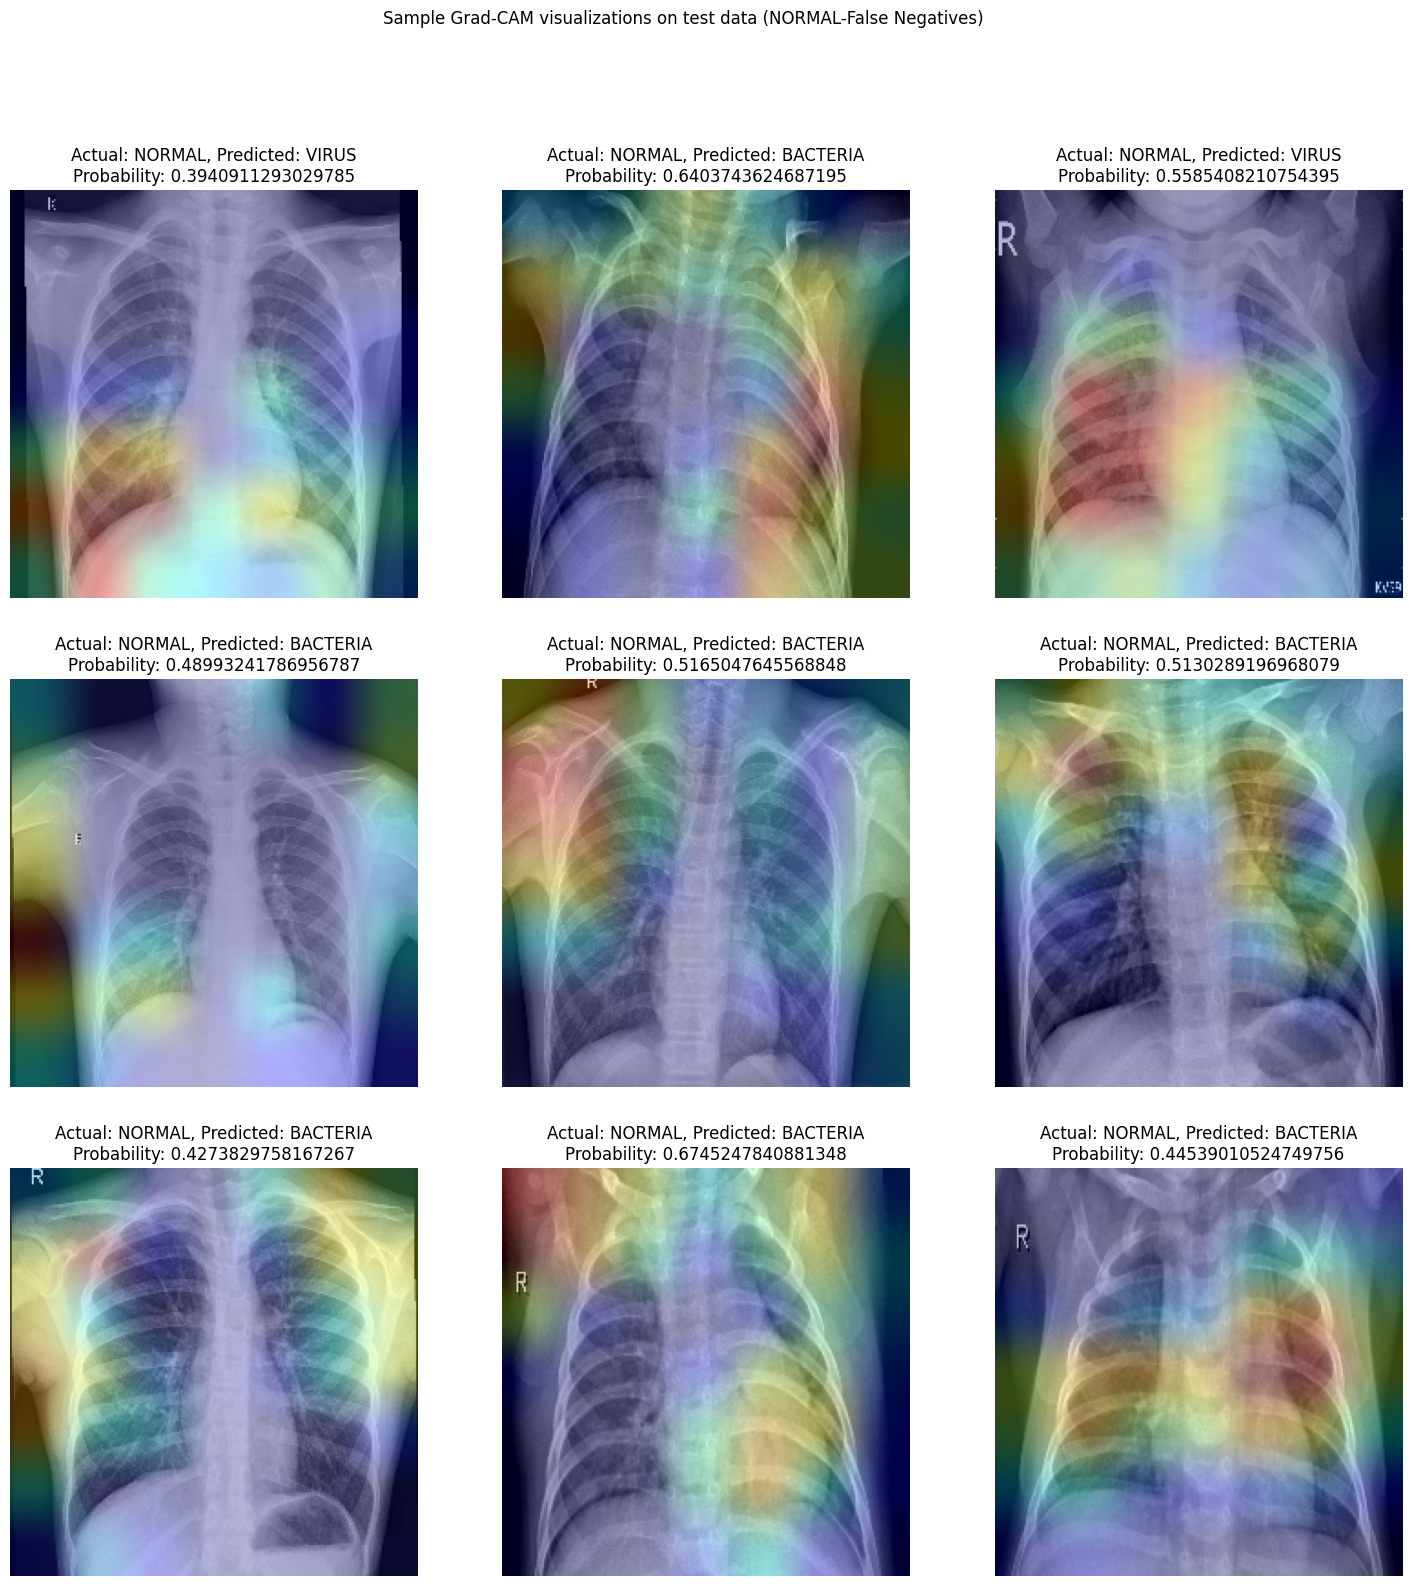 Sample Grad-CAM visualizations on test data (NORMAL-False Negatives)
Actual: NORMAL, Predicted: VIRUS
Probability: 0.3940911293029785
Actual: NORMAL, Predicted: BACTERIA
Probability: 0.6403743624687195
Actual: NORMAL, Predicted: VIRUS
Probability: 0.5585408210754395
R
Actual: NORMAL, Predicted: BACTERIA
Probability: 0.48993241786956787
Actual: NORMAL, Predicted: BACTERIA
Probability: 0.5165047645568848
R
Actual: NORMAL, Predicted: BACTERIA
Probability: 0.5130289196968079
Actual: NORMAL, Predicted: BACTERIA
Probability: 0.4273829758167267
R
Actual: NORMAL, Predicted: BACTERIA
Probability: 0.6745247840881348
R
Actual: NORMAL, Predicted: BACTERIA
Probability: 0.44539010524749756
R